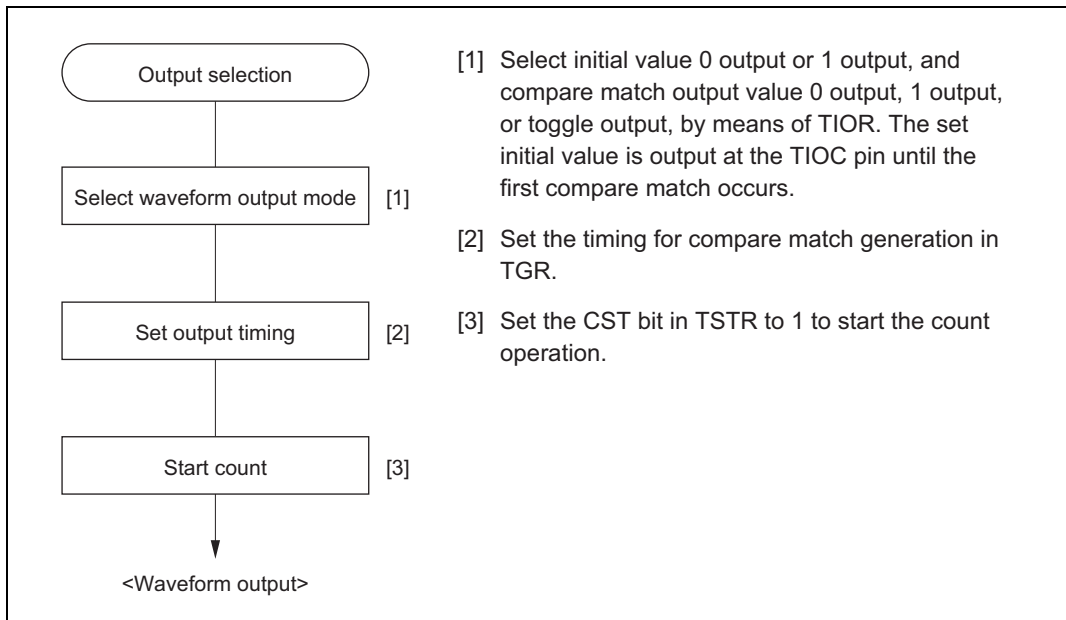 Output selection
Select waveform output mode [1]
Set output timing [2]
Start count [3]
<Waveform output>
[1] Select initial value 0 output or 1 output, and
compare match output value 0 output, 1 output,
or toggle output, by means of TIOR. The set
initial value is output at the TIOC pin until the
first compare match occurs.
[2] Set the timing for compare match generation in
TGR.
[3] Set the CST bit in TSTR to 1 to start the count
operation.